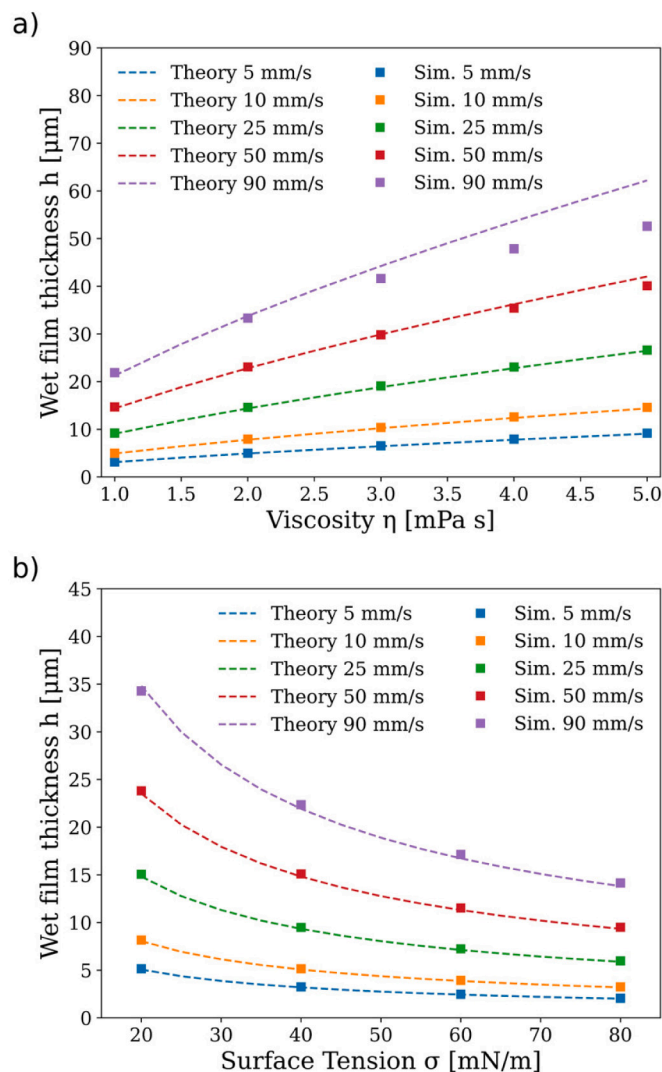 a)
90
80
70
60
50
40
30
20
10
0
Wet film thickness h [μm]
Theory 5 mm/s
Theory 10 mm/s
Theory 25 mm/s
Theory 50 mm/s
Theory 90 mm/s
Sim. 5 mm/s
Sim. 10 mm/s
Sim. 25 mm/s
Sim. 50 mm/s
Sim. 90 mm/s
1.0 1.5 2.0 2.5 3.0 3.5 4.0 4.5 5.0
Viscosity η [mPa s]
b)
45
40
35
30
25
20
15
10
5
0
Wet film thickness h [μm]
Theory 5 mm/s
Theory 10 mm/s
Theory 25 mm/s
Theory 50 mm/s
Theory 90 mm/s
Sim. 5 mm/s
Sim. 10 mm/s
Sim. 25 mm/s
Sim. 50 mm/s
Sim. 90 mm/s
20 30 40 50 60 70 80
Surface Tension σ [mN/m]